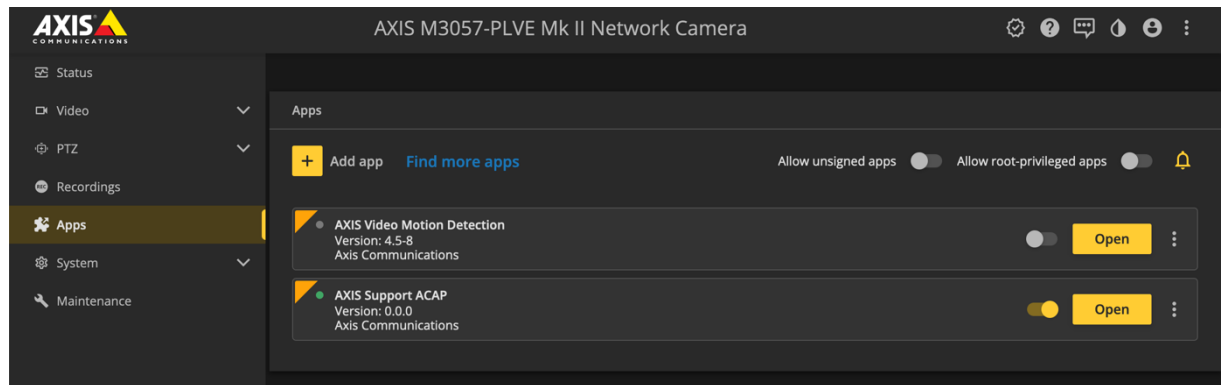 AXIS
COMMUNICATIONS
AXIS M3057-PLVE Mk II Network Camera
Status
Video
PTZ
REC
Recordings
Apps
System
Maintenance
Apps
+ Add app Find more apps Allow unsigned apps Allow root-privileged apps
AXIS Video Motion Detection
Version: 4.5-8
Axis Communications
Open
AXIS Support ACAP
Version: 0.0.0
Axis Communications
Open